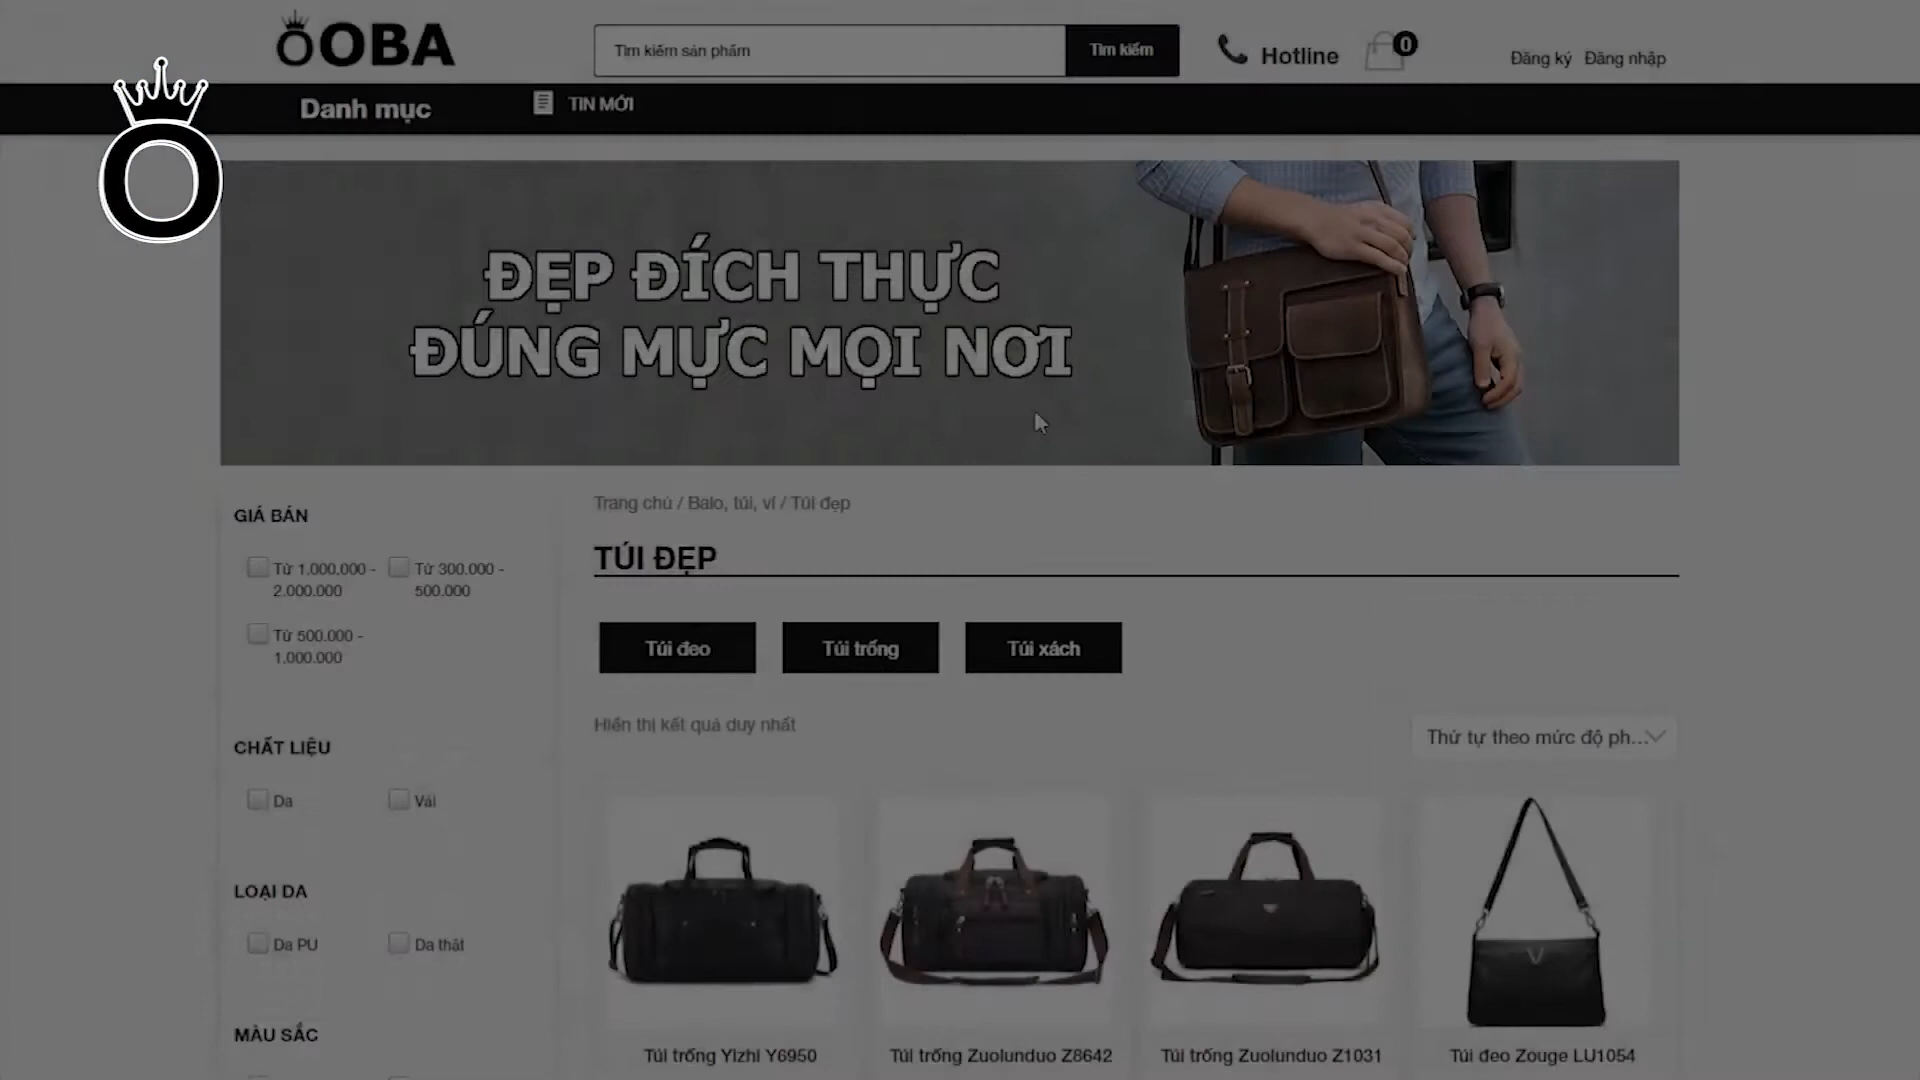 OBA
Tìm kiếm sản phẩm
Tìm kiếm
Hotline
0
Đăng ký Đăng nhập
Danh mục
TIN MỚI
O
ĐẸP ĐÍCH THỰC
ĐÚNG MỰC MỌI NƠI
Trang chủ / Balo, túi, ví / Túi đẹp
TÚI ĐẸP
GIÁ BÁN
Từ 1.000.000 -
2.000.000
Từ 300.000 -
500.000
Từ 500.000 -
1.000.000
CHẤT LIỆU
Da
Vải
LOẠI DA
Da PU
Da thật
MÀU SẮC
Túi đeo
Túi trống
Túi xách
Hiển thị kết quả duy nhất
Thứ tự theo mức độ ph...
Túi trống Yizhi Y6950
Túi trống Zuolunduo Z8642
Túi trống Zuolunduo Z1031
Túi đeo Zouge LU1054